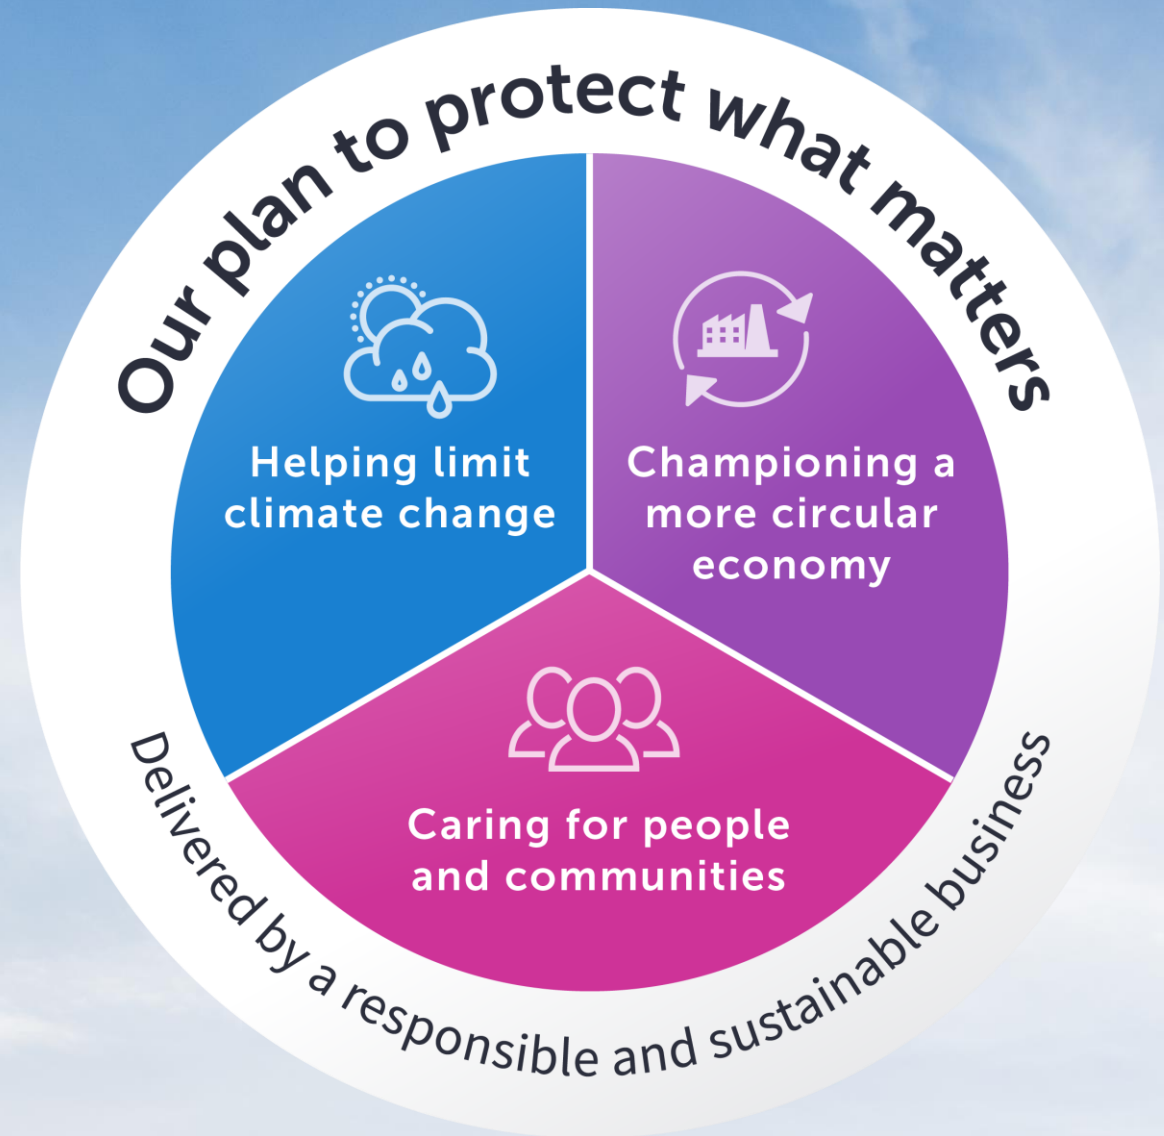 Our plan to protect what matters
Helping limit
climate change
Championing a
more circular
economy
Caring for people
and communities
Delivered by a responsible and sustainable business